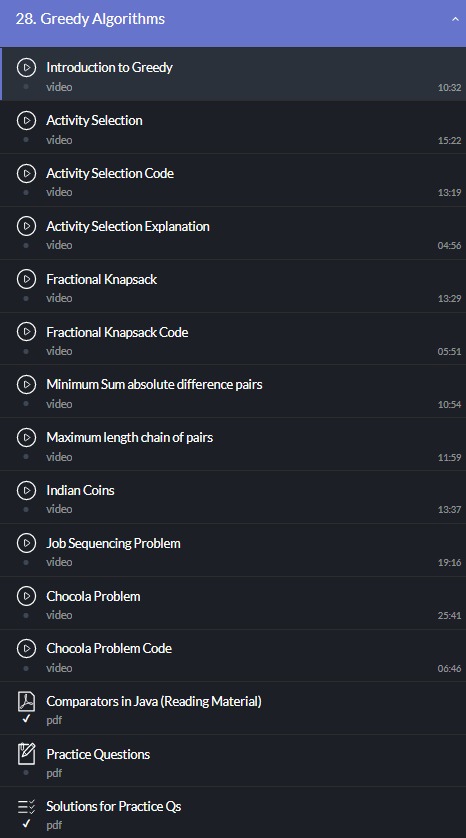 28. Greedy Algorithms
Introduction to Greedy
video 10:32
Activity Selection
video 15:22
Activity Selection Code
video 13:19
Activity Selection Explanation
video 04:56
Fractional Knapsack
video 13:29
Fractional Knapsack Code
video 05:51
Minimum Sum absolute difference pairs
video 10:54
Maximum length chain of pairs
video 11:59
Indian Coins
video 13:37
Job Sequencing Problem
video 19:16
Chocola Problem
video 25:41
Chocola Problem Code
video 06:46
Comparators in Java (Reading Material)
pdf
Practice Questions
pdf
Solutions for Practice Qs
pdf